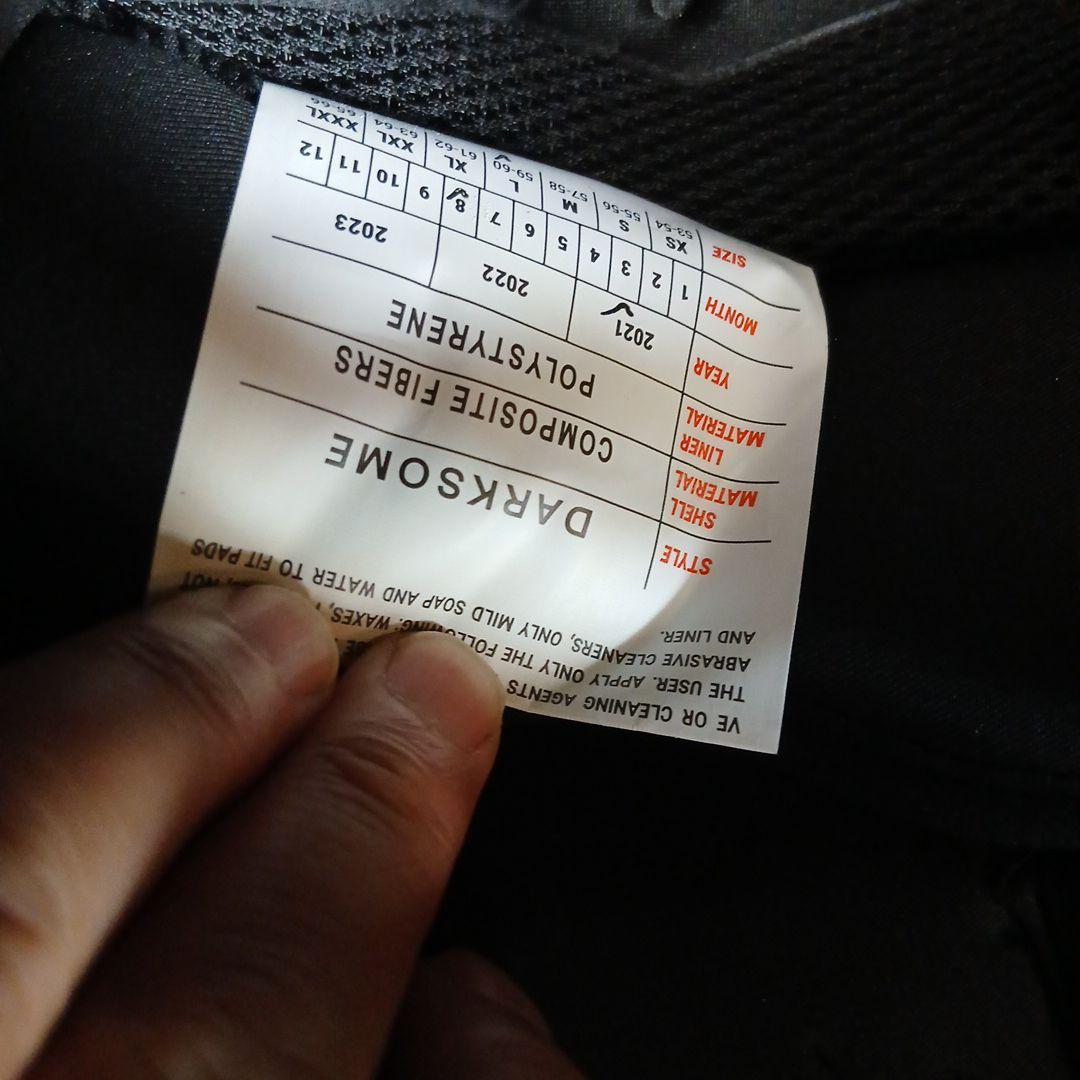 VE OR CLEANING AGENTS
THE USER. APPLY ONLY THE FOLLOWING: WAXES,
ABRASIVE CLEANERS, ONLY MILD SOAP AND WATER TO FIT PADS
AND LINER.
STYLE DARKSOME
SHELL MATERIAL COMPOSITE FIBERS
LINER MATERIAL POLYSTYRENE
YEAR 2021 2022 2023
MONTH 1 2 3 4 5 6 7 8 9 10 11 12
SIZE XS S M L XL XXL XXXL
53-54 55-56 57-58 59-60 61-62 63-64 65-66